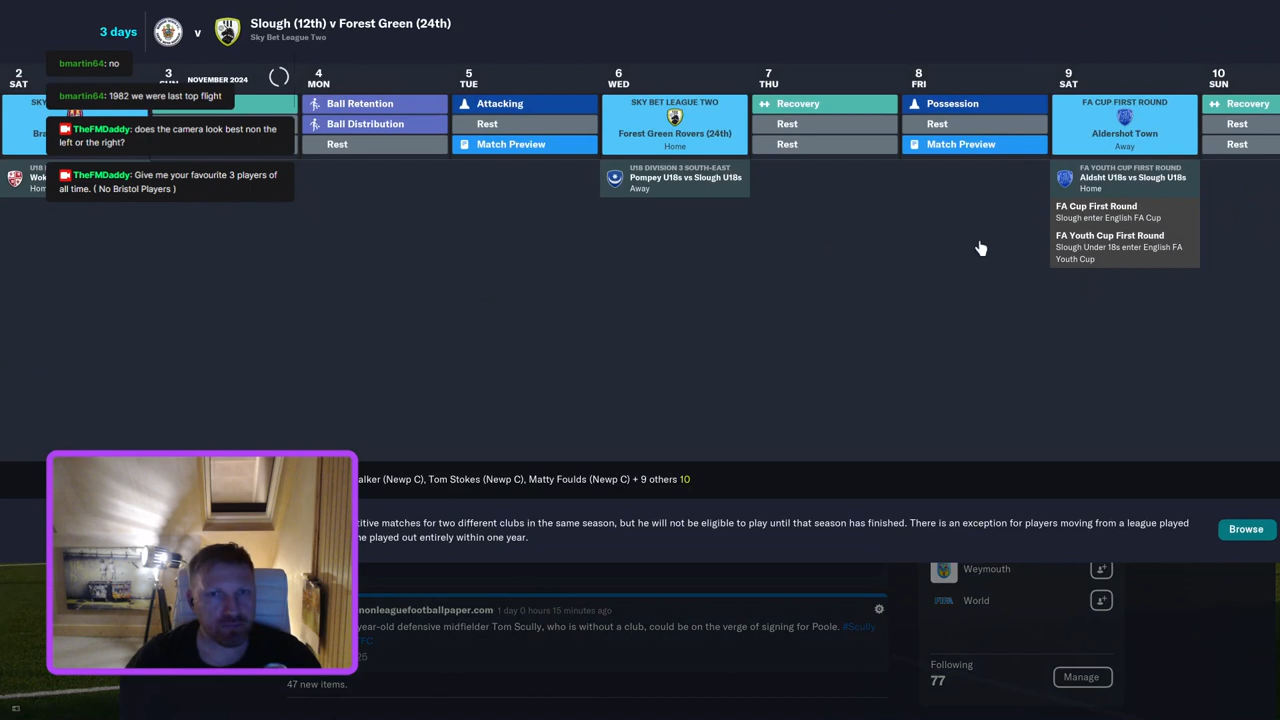 3 days
v
Slough (12th) v Forest Green (24th)
Sky Bet League Two
bmartin64: no
bmartin64: 1982 we were last top flight
TheFMDaddy: does the camera look best non the
left or the right?
TheFMDaddy: Give me your favourite 3 players of
all time. ( No Bristol Players )
2
SAT
3
NOVEMBER 2024
4
MON
5
TUE
6
WED
7
THU
8
FRI
9
SAT
10
SUN
Bra
Ball Retention
Ball Distribution
Rest
Attacking
Rest
Match Preview
SKY BET LEAGUE TWO
Forest Green Rovers (24th)
Home
Recovery
Rest
Rest
Possession
Rest
Match Preview
FA CUP FIRST ROUND
Aldershot Town
Away
Recovery
Rest
Rest
U18
Wok
Hom
U18 DIVISION 3 SOUTH-EAST
Pompey U18s vs Slough U18s
Away
FA YOUTH CUP FIRST ROUND
Aldsht U18s vs Slough U18s
Home
FA Cup First Round
Slough enter English FA Cup
FA Youth Cup First Round
Slough Under 18s enter English FA
Youth Cup
alker (Newp C), Tom Stokes (Newp C), Matty Foulds (Newp C) + 9 others 10
titive matches for two different clubs in the same season, but he will not be eligible to play until that season has finished. There is an exception for players moving from a league played
e played out entirely within one year.
Browse
Weymouth
World
nonleaguefootballpaper.com 1 day 0 hours 15 minutes ago
year-old defensive midfielder Tom Scully, who is without a club, could be on the verge of signing for Poole. #Scully
FC
25
47 new items.
Following
77
Manage